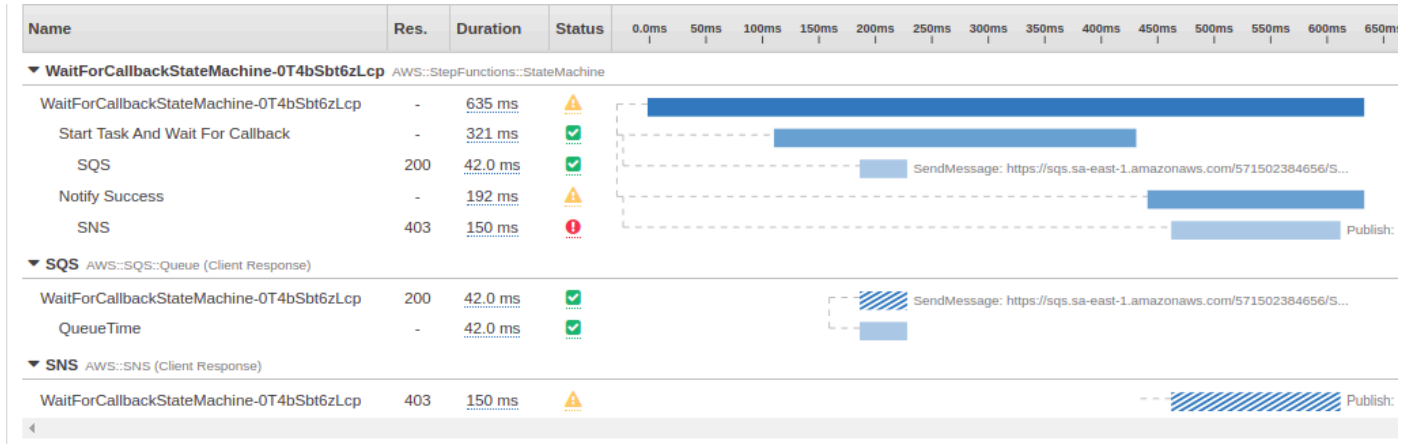 Name Res. Duration Status 0.0ms 50ms 100ms 150ms 200ms 250ms 300ms 350ms 400ms 450ms 500ms 550ms 600ms 650ms
WaitForCallbackStateMachine-0T4bSbt6zLcp AWS::StepFunctions::StateMachine
WaitForCallbackStateMachine-0T4bSbt6zLcp - 635 ms
Start Task And Wait For Callback - 321 ms
SQS 200 42.0 ms SendMessage: https://sqs.sa-east-1.amazonaws.com/571502384656/S...
Notify Success - 192 ms
SNS 403 150 ms Publish:
SQS AWS::SQS::Queue (Client Response)
WaitForCallbackStateMachine-0T4bSbt6zLcp 200 42.0 ms SendMessage: https://sqs.sa-east-1.amazonaws.com/571502384656/S...
QueueTime - 42.0 ms
SNS AWS::SNS (Client Response)
WaitForCallbackStateMachine-0T4bSbt6zLcp 403 150 ms Publish: